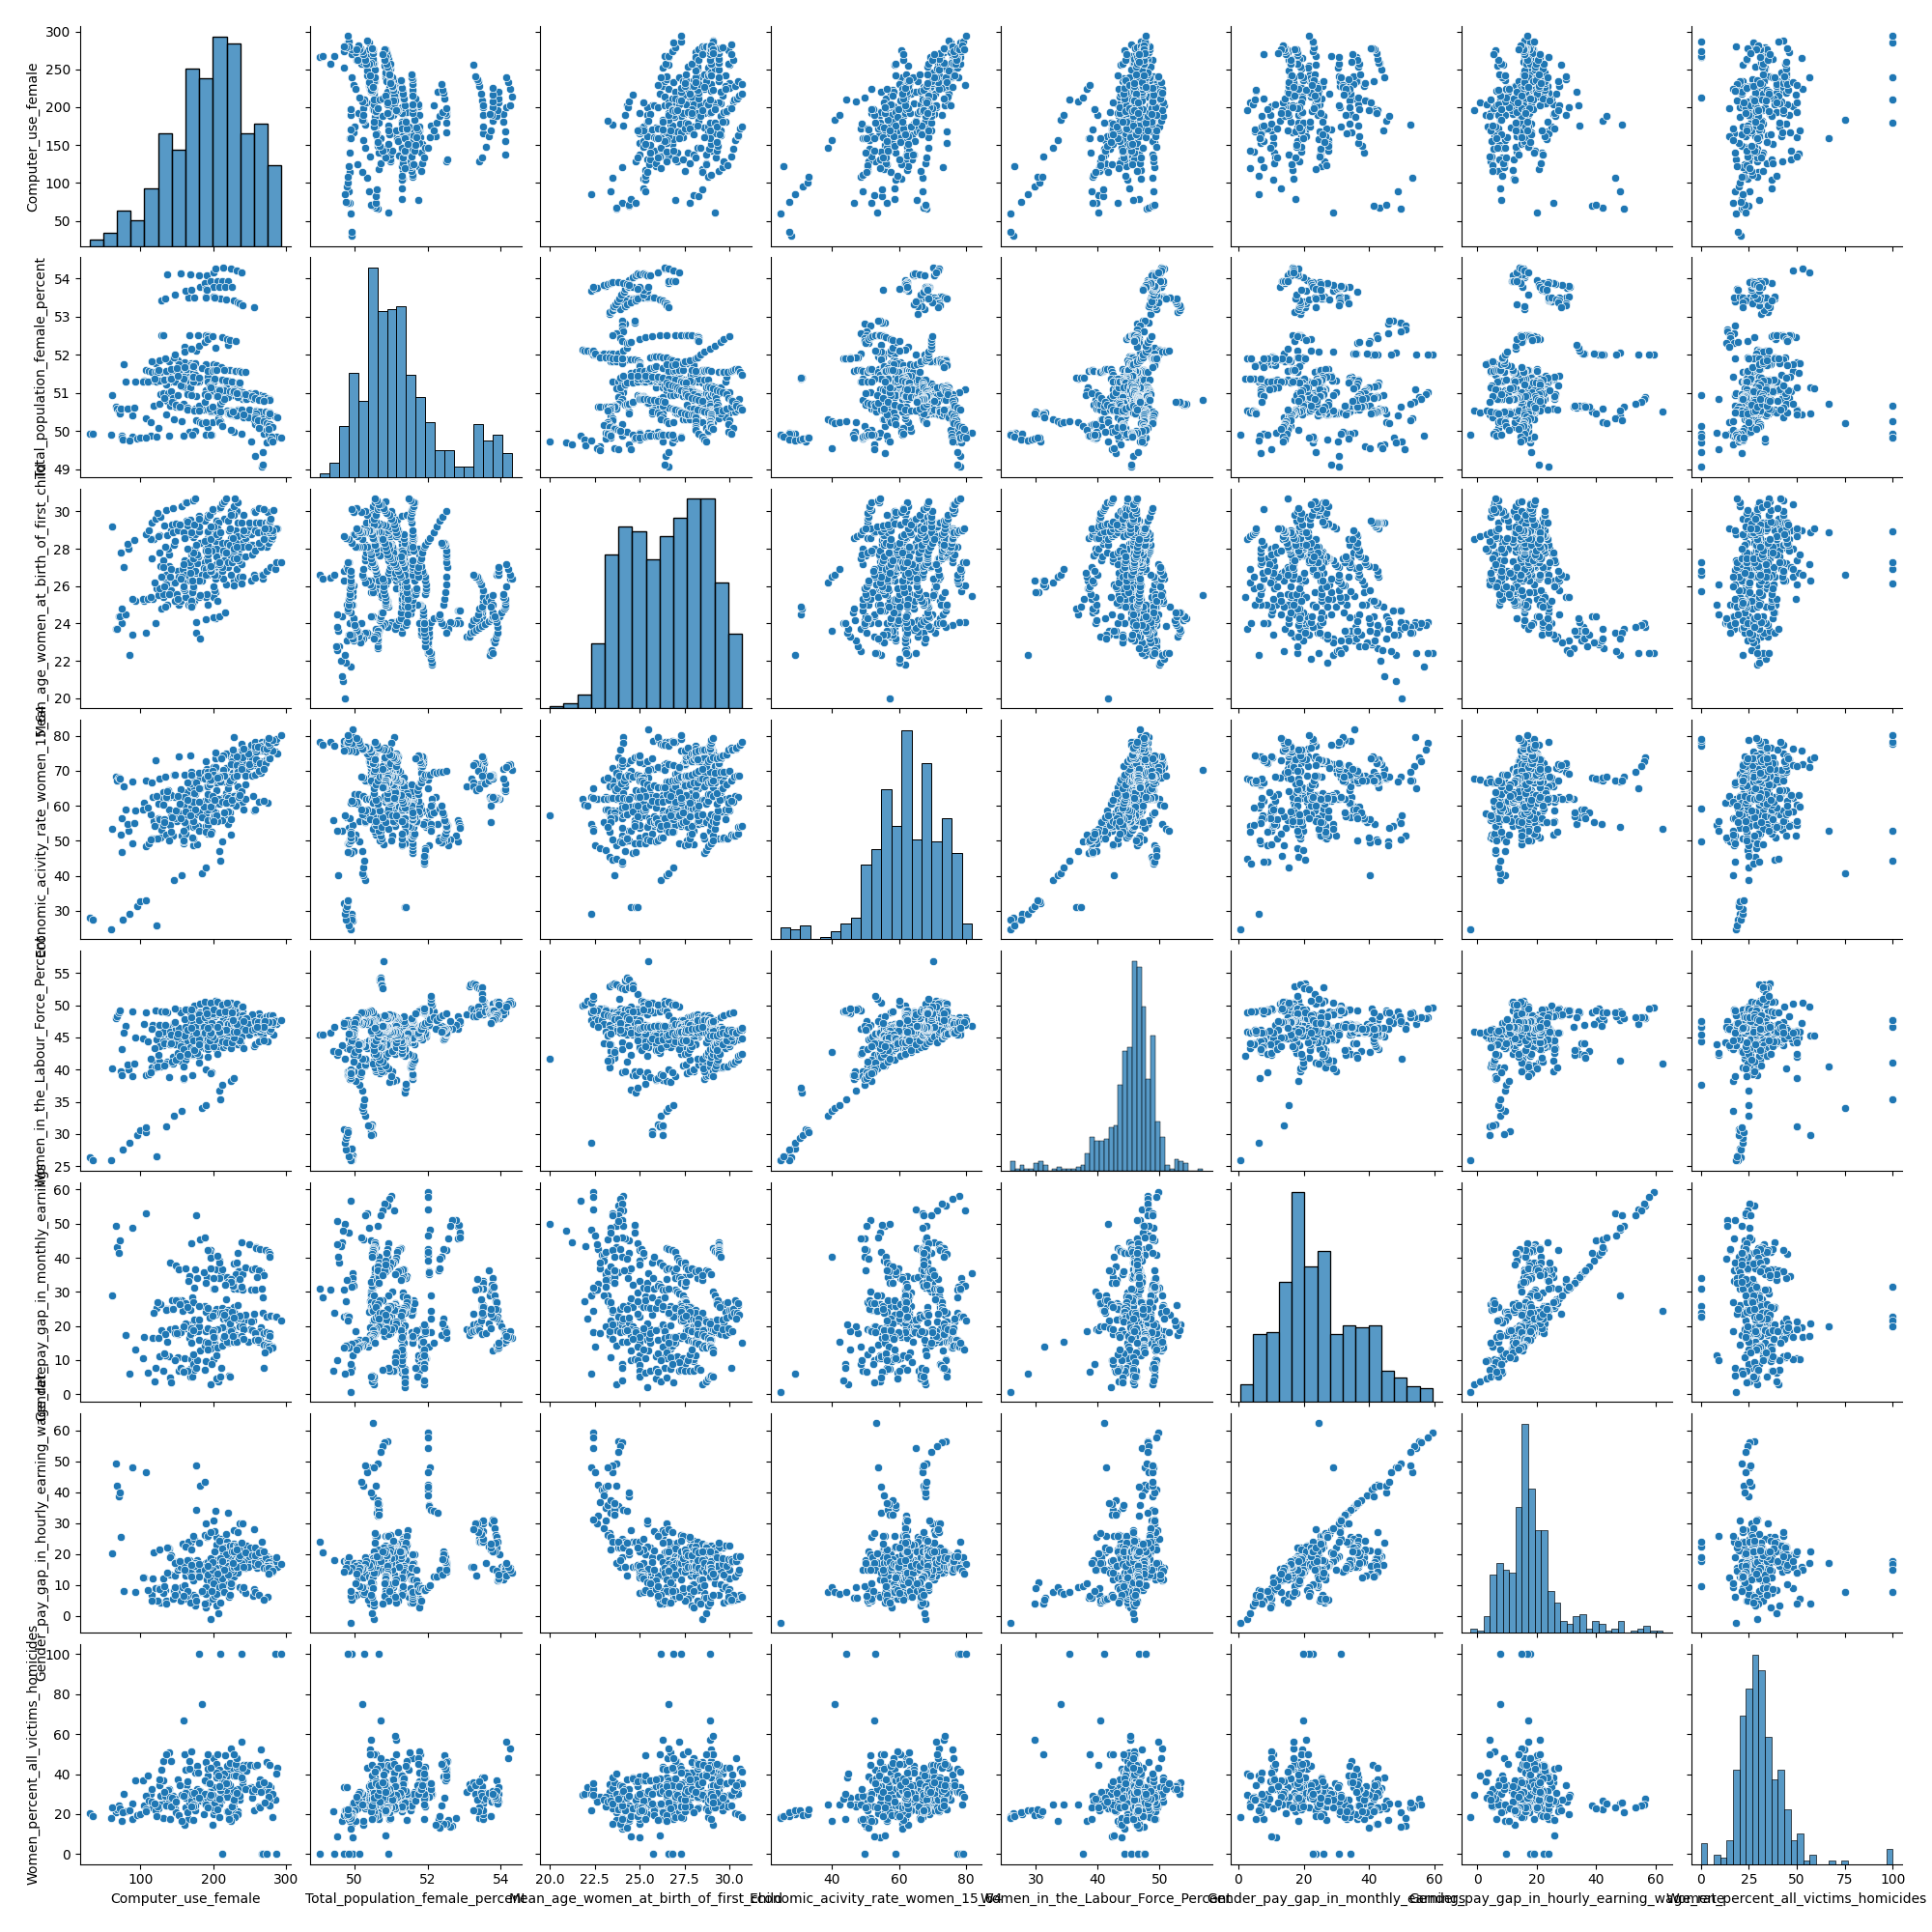 Computer_use_female
300
250
200
150
100
50
Total_population_female_percent
54
53
52
51
50
49
Mean_age_women_at_birth_of_first_child
30
28
26
24
22
20
Economic_acivity_rate_women_15_64
80
70
60
50
40
30
Women_in_the_Labour_Force_Percent
55
50
45
40
35
30
25
Gender_pay_gap_in_monthly_earnings
60
50
40
30
20
10
0
Gender_pay_gap_in_hourly_earning_wage_rate
60
50
40
30
20
10
0
Women_percent_all_victims_homicides
100
80
60
40
20
0
100 200 300
50 52 54
20.0 22.5 25.0 27.5 30.0
40 60 80
30 40 50
0 20 40 60
0 20 40 60
0 25 50 75 100
Computer_use_female
Total_population_female_percent
Mean_age_women_at_birth_of_first_child
Economic_acivity_rate_women_15_64
Women_in_the_Labour_Force_Percent
Gender_pay_gap_in_monthly_earnings
Gender_pay_gap_in_hourly_earning_wage_rate
Women_percent_all_victims_homicides